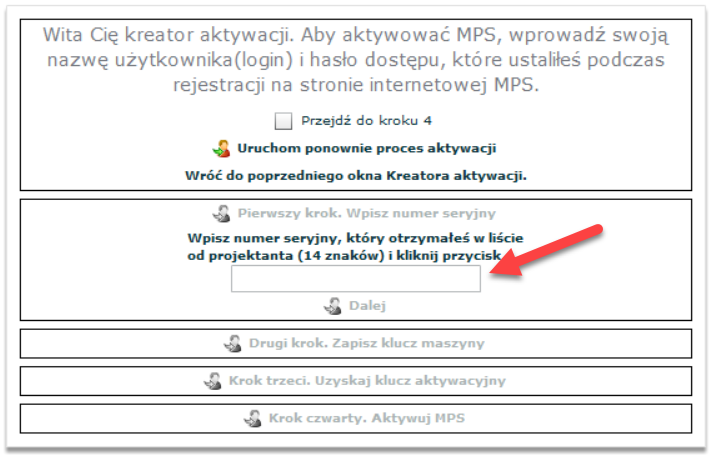 Wita Cię kreator aktywacji. Aby aktywować MPS, wprowadź swoją
nazwę użytkownika(login) i hasło dostępu, które ustaliłeś podczas
rejestracji na stronie internetowej MPS.
Przejdź do kroku 4
Uruchom ponownie proces aktywacji
Wróć do poprzedniego okna Kreatora aktywacji.
Pierwszy krok. Wpisz numer seryjny
Wpisz numer seryjny, który otrzymałeś w liście
od projektanta (14 znaków) i kliknij przycisk
Dalej
Drugi krok. Zapisz klucz maszyny
Krok trzeci. Uzyskaj klucz aktywacyjny
Krok czwarty. Aktywuj MPS